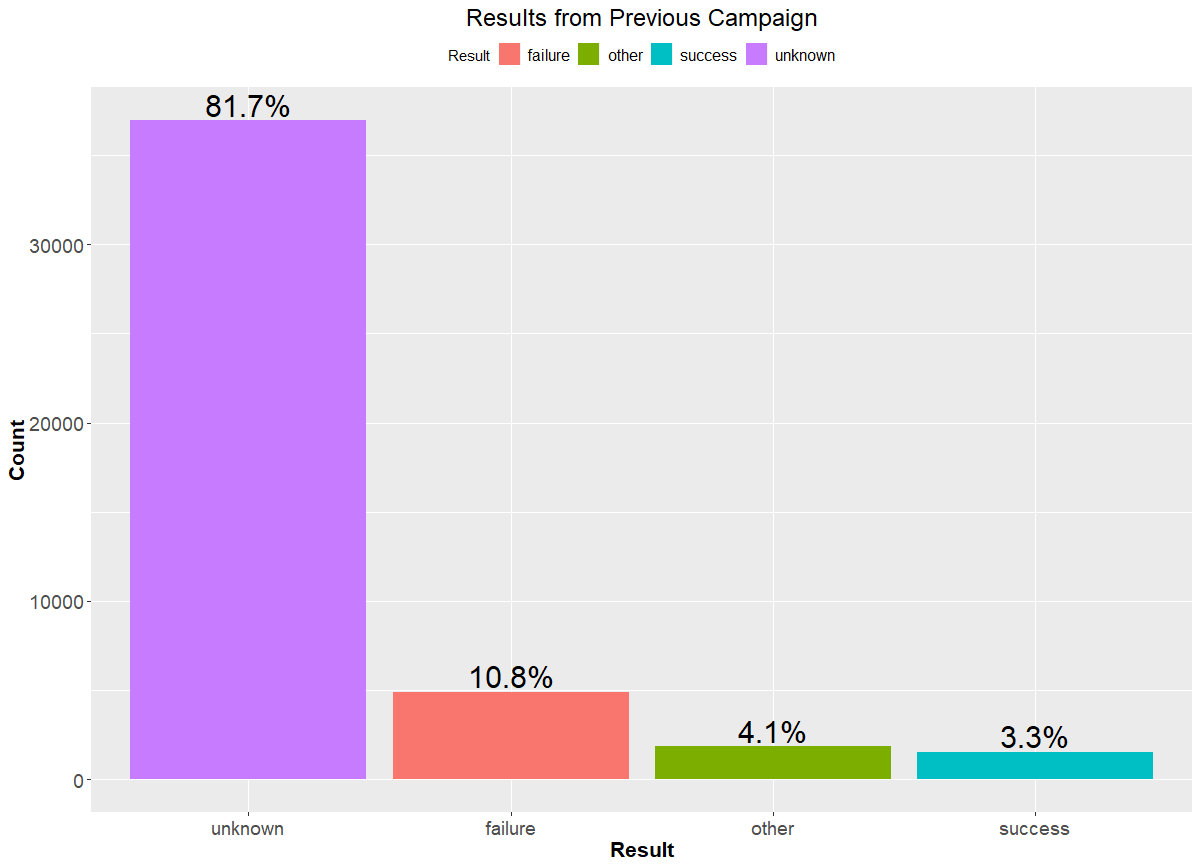 Results from Previous Campaign
Result failure other success unknown
81.7%
10.8%
4.1%
3.3%
30000
20000
10000
0
Count
unknown failure other success
Result